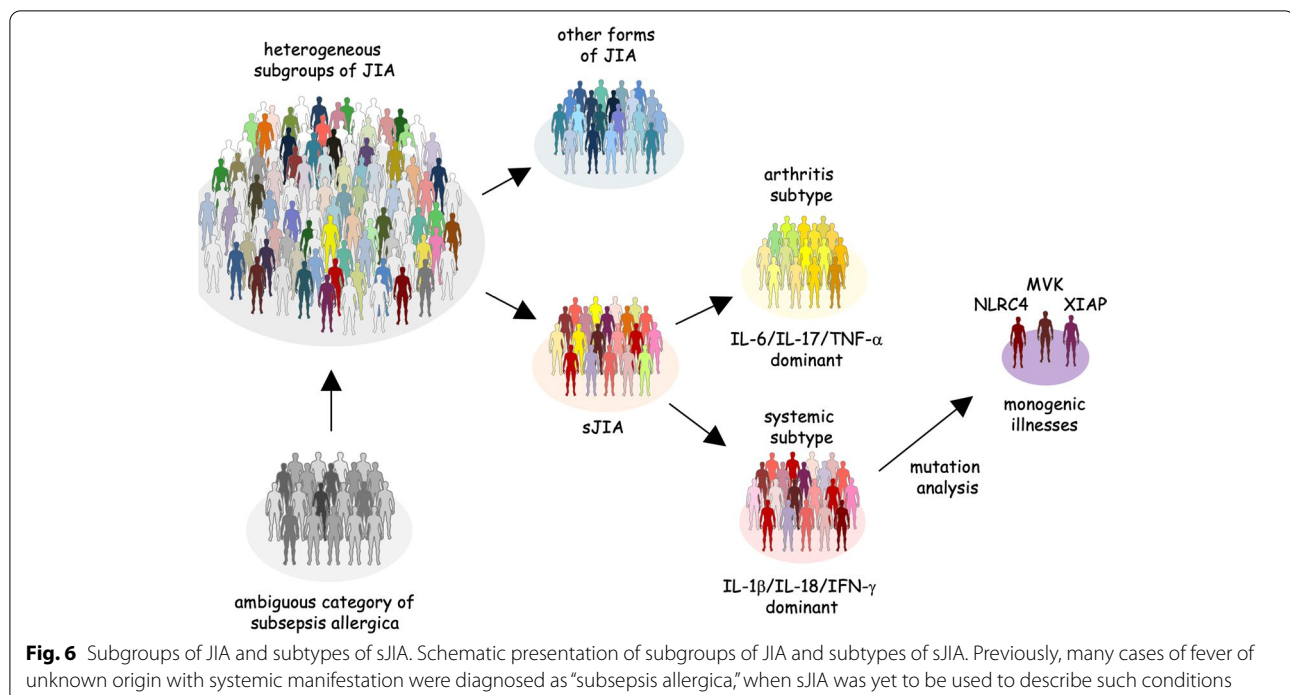 heterogeneous
subgroups of JIA
other forms
of JIA
arthritis
subtype
IL-6/IL-17/TNF-α
dominant
sJIA
systemic
subtype
IL-1β/IL-18/IFN-γ
dominant
mutation
analysis
MVK
NLRC4 XIAP
monogenic
illnesses
ambiguous category of
subsepsis allergica
Fig. 6 Subgroups of JIA and subtypes of sJIA. Schematic presentation of subgroups of JIA and subtypes of sJIA. Previously, many cases of fever of
unknown origin with systemic manifestation were diagnosed as “subsepsis allergica,” when sJIA was yet to be used to describe such conditions